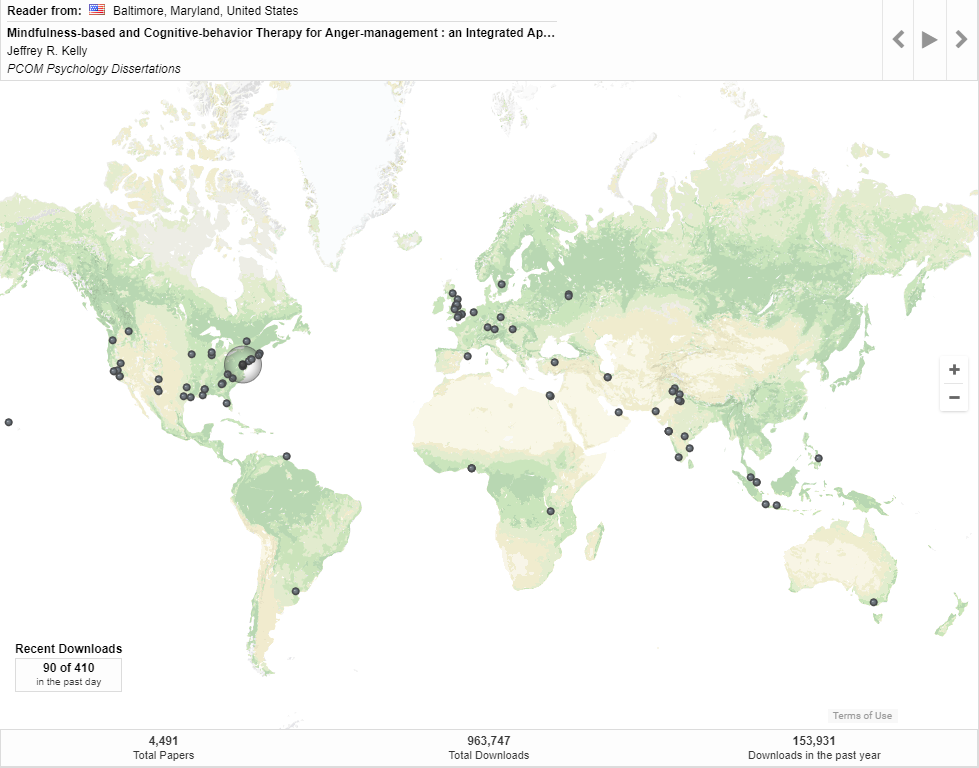 Reader from: Baltimore, Maryland, United States
Mindfulness-based and Cognitive-behavior Therapy for Anger-management : an Integrated Ap...
Jeffrey R. Kelly
PCOM Psychology Dissertations
+
−
Recent Downloads
90 of 410
in the past day
Terms of Use
4,491
Total Papers
963,747
Total Downloads
153,931
Downloads in the past year